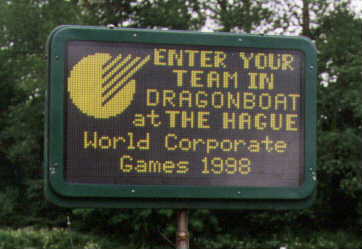 ENTER YOUR
TEAM IN
DRAGONBOAT
at THE HAGUE
World Corporate
Games 1998